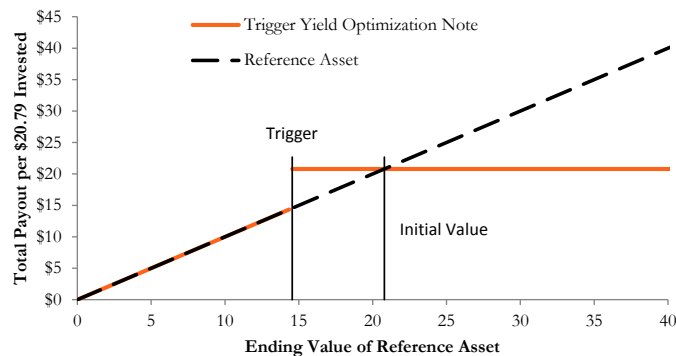 $45
$40
$35
$30
$25
$20
$15
$10
$5
$0
Total Payout per $20.79 Invested
Trigger Yield Optimization Note
Reference Asset
Trigger
Initial Value
0 5 10 15 20 25 30 35 40
Ending Value of Reference Asset